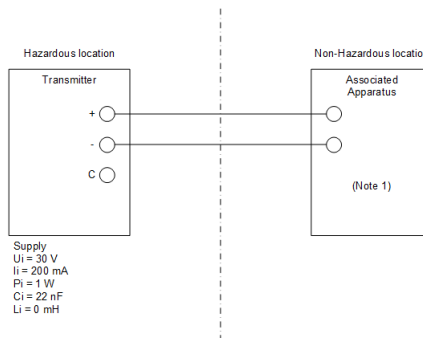 Hazardous location
Non-Hazardous locatio
Transmitter
Associated
Apparatus
+
-
C
(Note 1)
Supply
Ui = 30 V
Ii = 200 mA
Pi = 1 W
Ci = 22 nF
Li = 0 mH